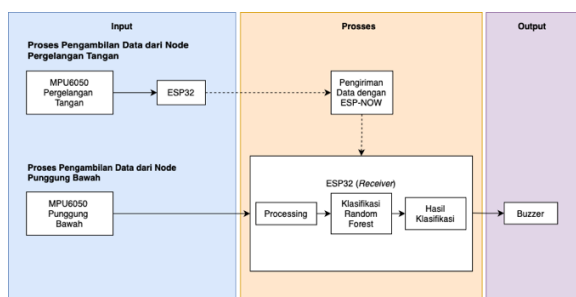 Input
Prosses
Output
Proses Pengambilan Data dari Node
Pergelangan Tangan
MPU6050
Pergelangan
Tangan
ESP32
Pengiriman
Data dengan
ESP-NOW
Proses Pengambilan Data dari Node
Punggung Bawah
MPU6050
Punggung
Bawah
ESP32 (Receiver)
Processing
Klasifikasi
Random
Forest
Hasil
Klasifikasi
Buzzer